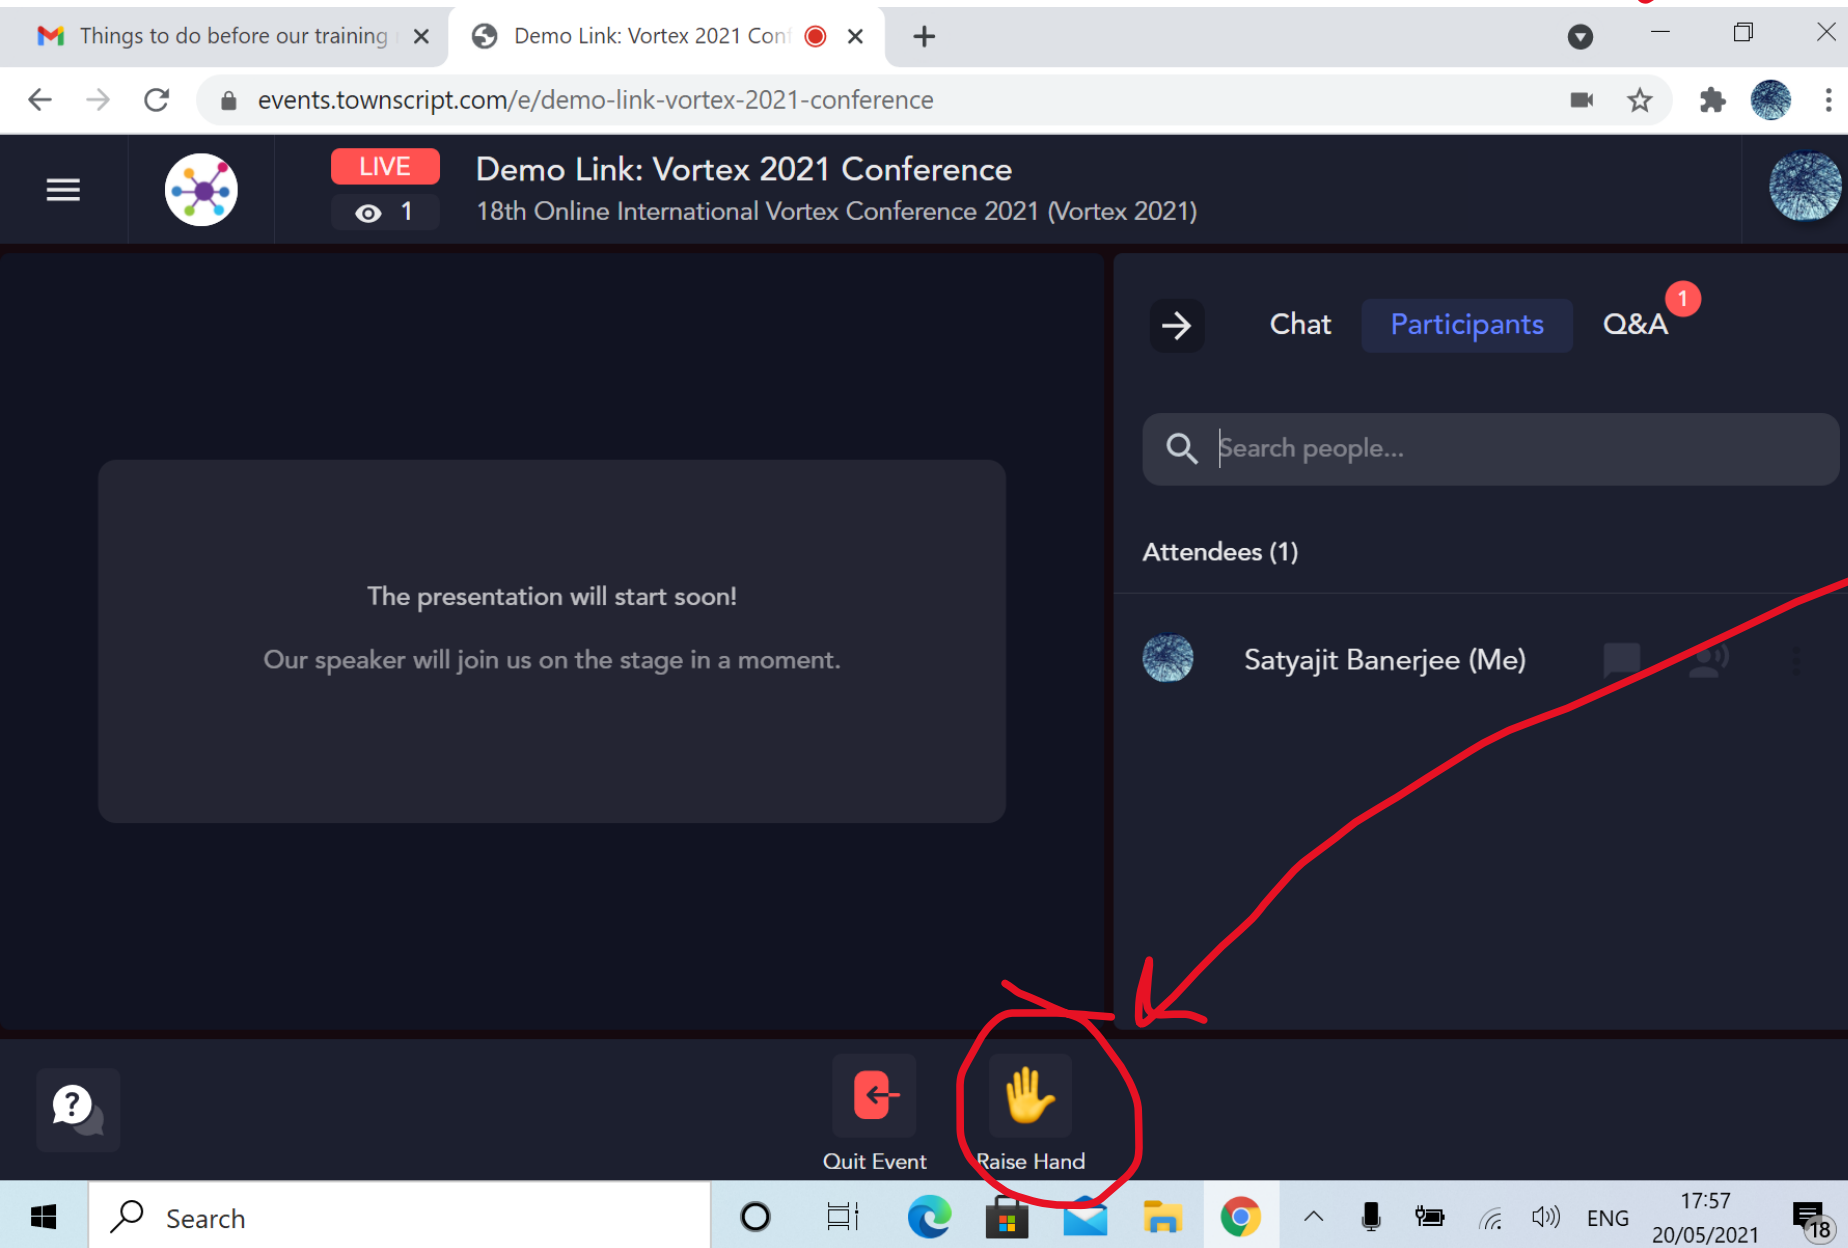 Things to do before our training
Demo Link: Vortex 2021 Con
events.townscript.com/e/demo-link-vortex-2021-conference
LIVE
1
Demo Link: Vortex 2021 Conference
18th Online International Vortex Conference 2021 (Vortex 2021)
Chat
Participants
Q&A
1
Search people...
Attendees (1)
The presentation will start soon!
Our speaker will join us on the stage in a moment.
Satyajit Banerjee (Me)
?
Quit Event
Raise Hand
Search
ENG
17:57
20/05/2021
18